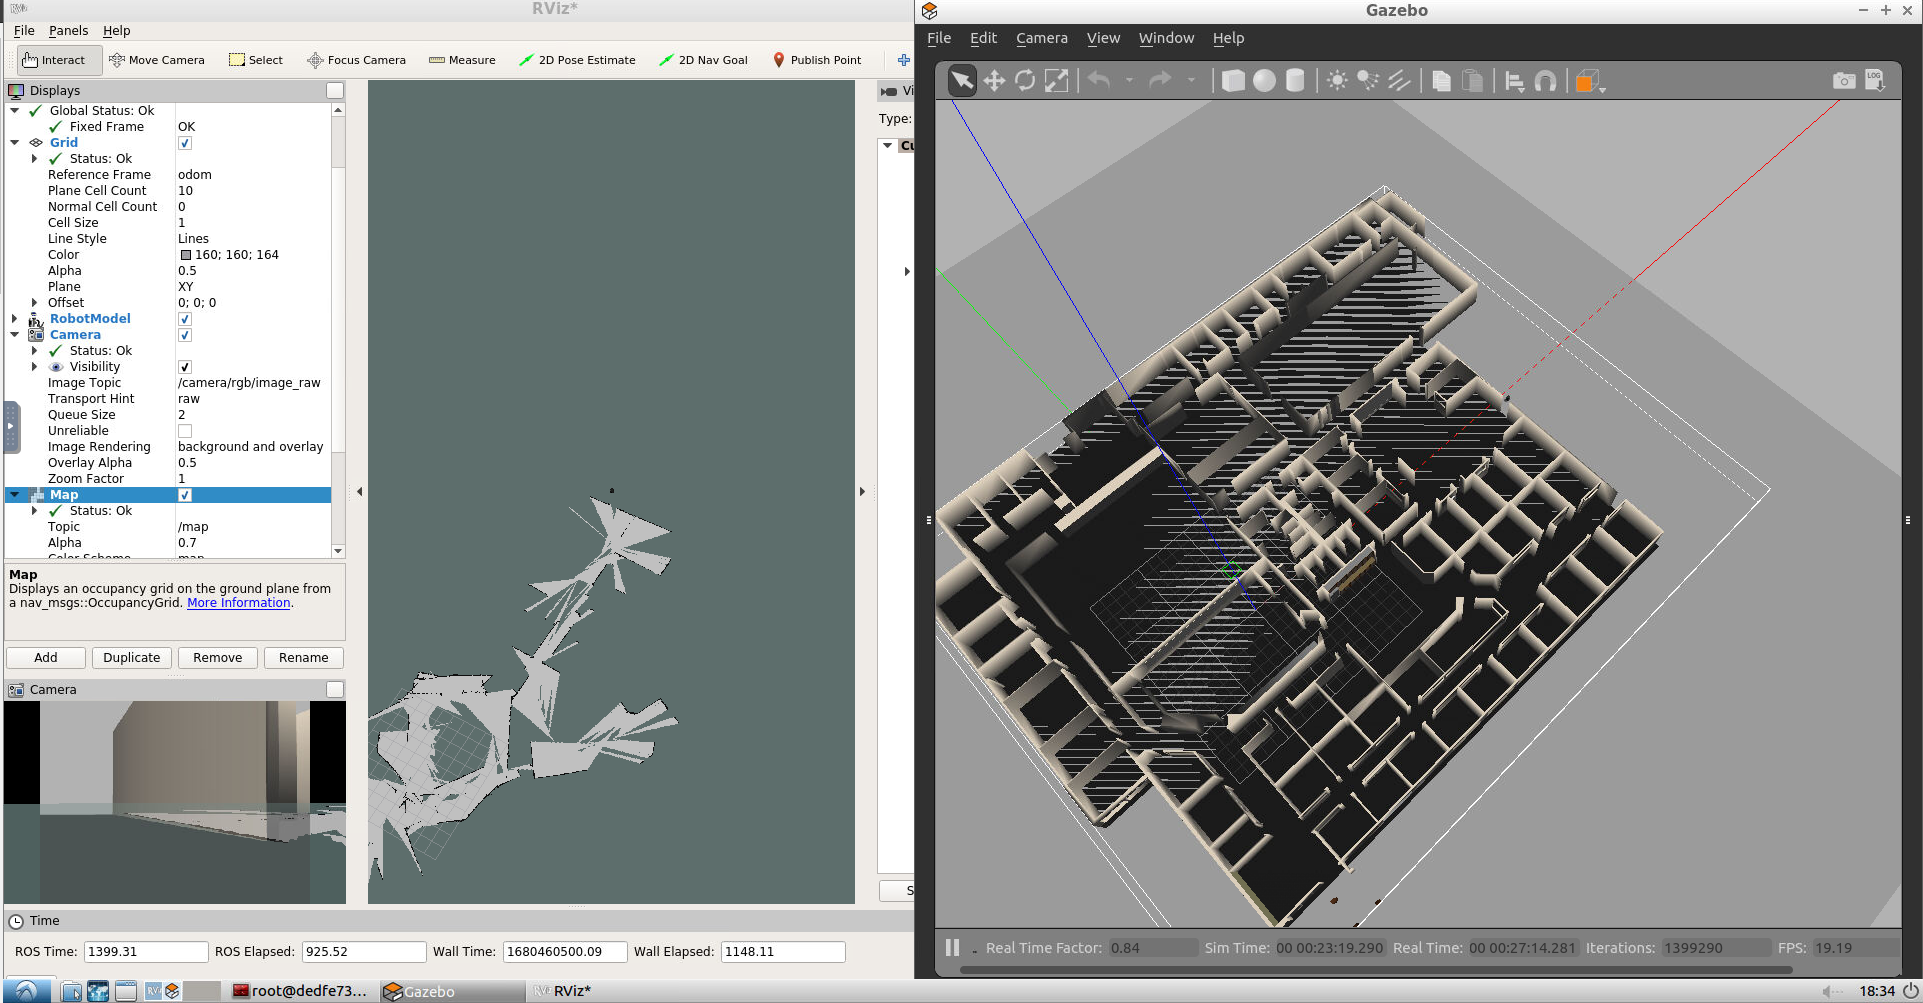 RViz*
File Panels Help
Interact Move Camera Select Focus Camera Measure 2D Pose Estimate 2D Nav Goal Publish Point
Displays
Global Status: Ok
Fixed Frame OK
Grid
Status: Ok
Reference Frame odom
Plane Cell Count 10
Normal Cell Count 0
Cell Size 1
Line Style Lines
Color 160; 160; 164
Alpha 0.5
Plane XY
Offset 0; 0; 0
RobotModel
Camera
Status: Ok
Visibility
Image Topic /camera/rgb/image_raw
Transport Hint raw
Queue Size 2
Unreliable
Image Rendering background and overlay
Overlay Alpha 0.5
Zoom Factor 1
Map
Status: Ok
Topic /map
Alpha 0.7
Color Scheme map
Map
Displays an occupancy grid on the ground plane from
a nav_msgs::OccupancyGrid. More Information.
Add Duplicate Remove Rename
Camera
Vi
Type:
Cu
S
Time
ROS Time: 1399.31 ROS Elapsed: 925.52 Wall Time: 1680460500.09 Wall Elapsed: 1148.11
Gazebo
File Edit Camera View Window Help
LOG
Real Time Factor: 0.84 Sim Time: 00 00:23:19.290 Real Time: 00 00:27:14.281 Iterations: 1399290 FPS: 19.19
RViz
root@dedfe73... Gazebo RViz RViz* 18:34